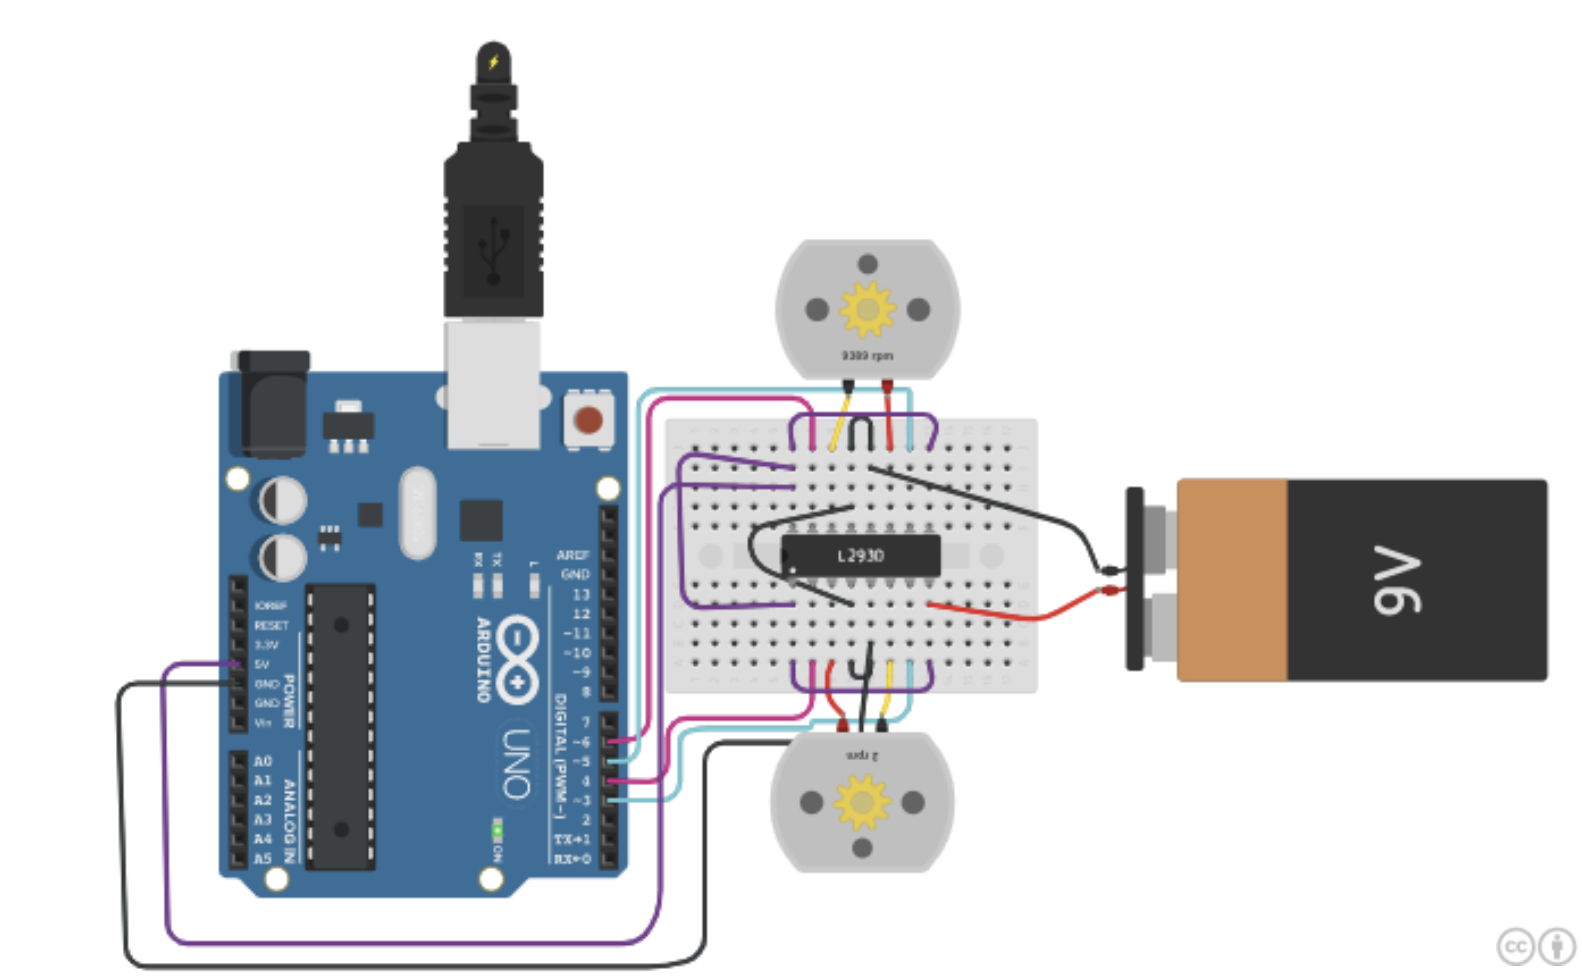 9389 rpm
AREF
GND
13
12
~11
~10
~9
8
7
~6
~5
4
~3
2
TX→1
RX←0
DIGITAL (PWM~)
RX
TX
L
ARDUINO
UNO
ON
IOREF
RESET
3.3V
5V
GND
GND
Vin
POWER
A0
A1
A2
A3
A4
A5
ANALOG IN
L293D
9V
2 rpm
cc